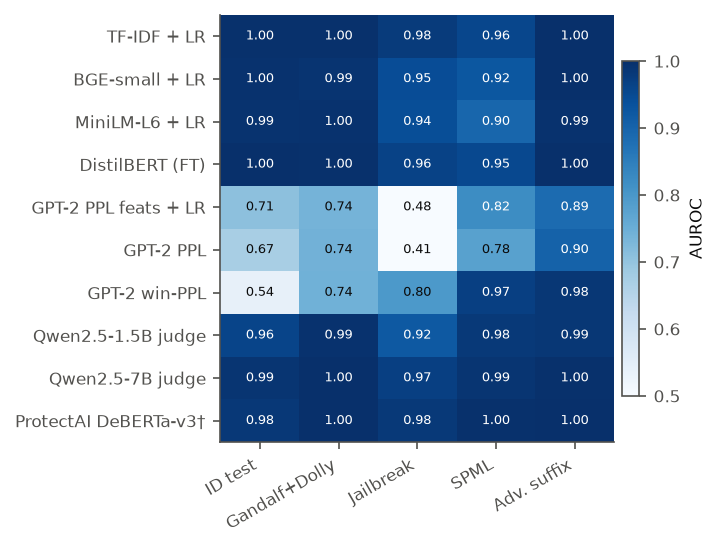 TF-IDF + LR 1.00 1.00 0.98 0.96 1.00
BGE-small + LR 1.00 0.99 0.95 0.92 1.00
MiniLM-L6 + LR 0.99 1.00 0.94 0.90 0.99
DistilBERT (FT) 1.00 1.00 0.96 0.95 1.00
GPT-2 PPL feats + LR 0.71 0.74 0.48 0.82 0.89
GPT-2 PPL 0.67 0.74 0.41 0.78 0.90
GPT-2 win-PPL 0.54 0.74 0.80 0.97 0.98
Qwen2.5-1.5B judge 0.96 0.99 0.92 0.98 0.99
Qwen2.5-7B judge 0.99 1.00 0.97 0.99 1.00
ProtectAI DeBERTa-v3† 0.98 1.00 0.98 1.00 1.00
ID test
Gandalf+Dolly
Jailbreak
SPML
Adv. suffix
1.0
0.9
0.8
0.7
0.6
0.5
AUROC